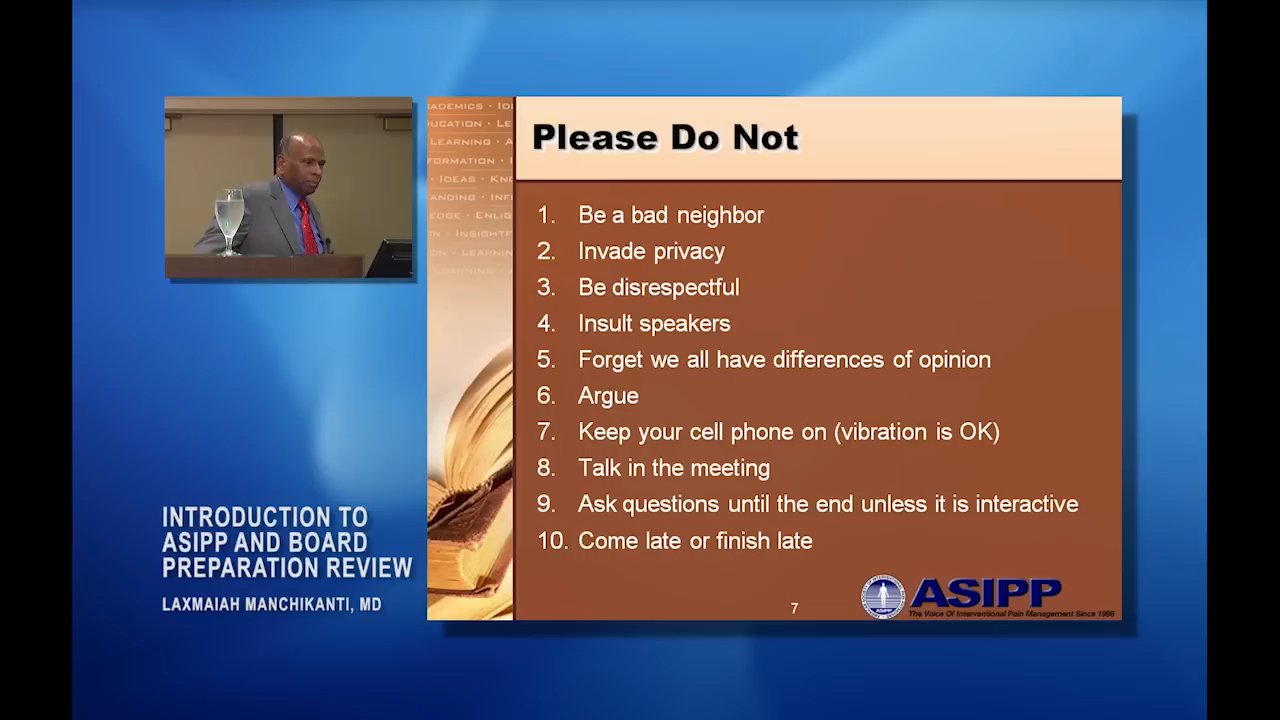 Please Do Not
1. Be a bad neighbor
2. Invade privacy
3. Be disrespectful
4. Insult speakers
5. Forget we all have differences of opinion
6. Argue
7. Keep your cell phone on (vibration is OK)
8. Talk in the meeting
9. Ask questions until the end unless it is interactive
10. Come late or finish late
7
ASIPP
The Voice Of Interventional Pain Management Since 1998
INTRODUCTION TO
ASIPP AND BOARD
PREPARATION REVIEW
LAXMAIAH MANCHIKANTI, MD